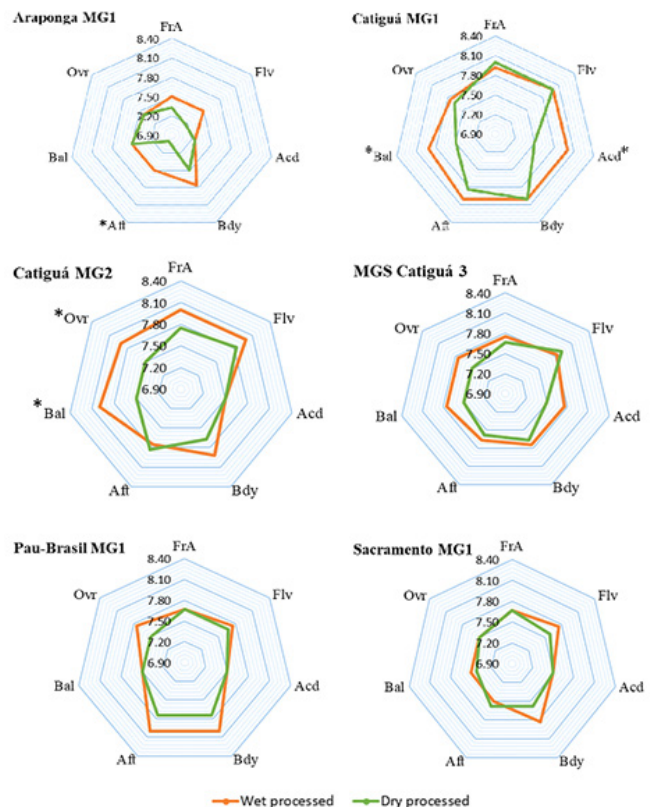 Araponga MG1
FrA
8.40
8.10
7.80
7.50
7.20
6.90
Flv
Acd
Bdy
*Aft
Bal
Ovr
Catiguá MG1
FrA
8.40
8.10
7.80
7.50
7.20
6.90
Flv
Acd*
Bdy
Aft
*Bal
Ovr
Catiguá MG2
FrA
8.40
8.10
7.80
7.50
7.20
6.90
Flv
Acd
Bdy
Aft
*Bal
*Ovr
MGS Catiguá 3
FrA
8.40
8.10
7.80
7.50
7.20
6.90
Flv
Acd
Bdy
Aft
Bal
Ovr
Pau-Brasil MG1
FrA
8.40
8.10
7.80
7.50
7.20
6.90
Flv
Acd
Bdy
Aft
Bal
Ovr
Sacramento MG1
FrA
8.40
8.10
7.80
7.50
7.20
6.90
Flv
Acd
Bdy
Aft
Bal
Ovr
Wet processed
Dry processed